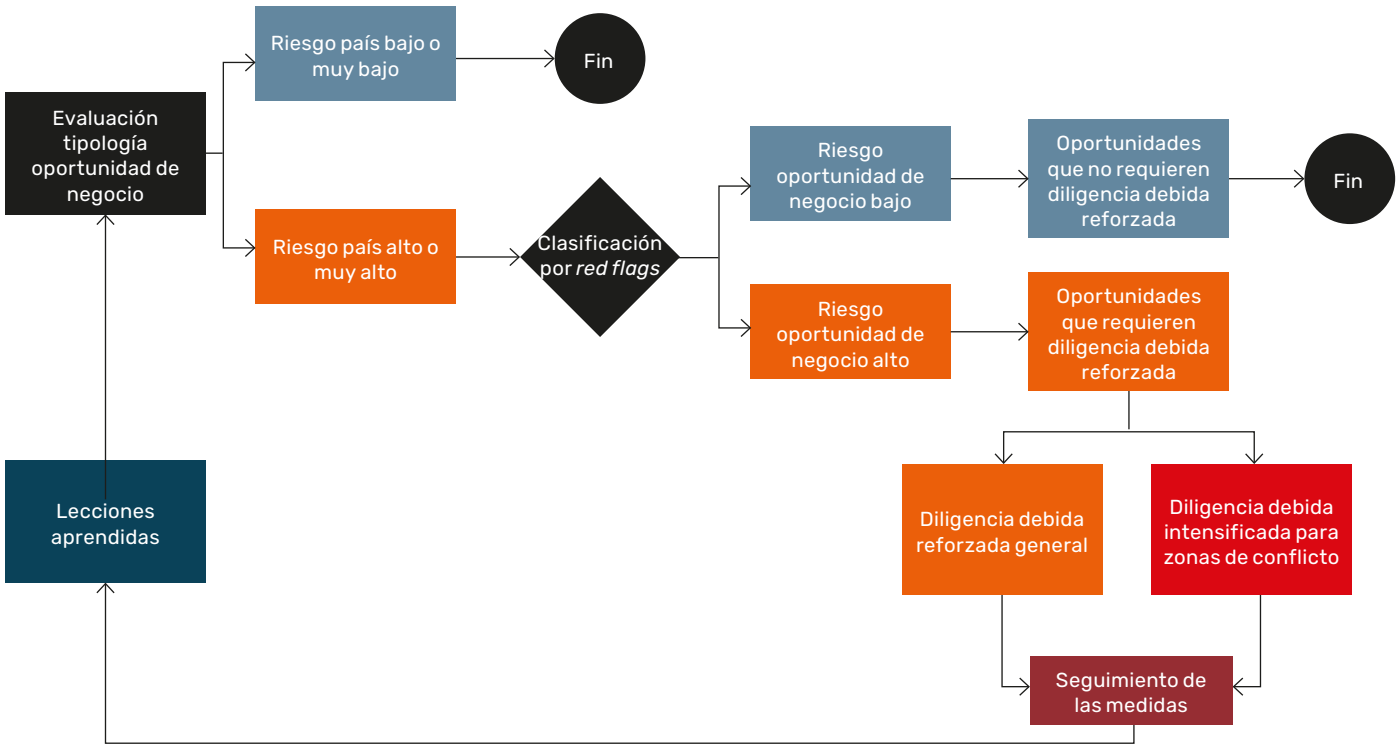 Riesgo país bajo o
muy bajo
Fin
Evaluación
tipología
oportunidad de
negocio
Riesgo país alto o
muy alto
Clasificación
por red flags
Riesgo
oportunidad de
negocio bajo
Oportunidades
que no requieren
diligencia debida
reforzada
Fin
Riesgo
oportunidad de
negocio alto
Oportunidades
que requieren
diligencia debida
reforzada
Lecciones
aprendidas
Diligencia debida
reforzada general
Diligencia debida
intensificada para
zonas de conflicto
Seguimiento de
las medidas